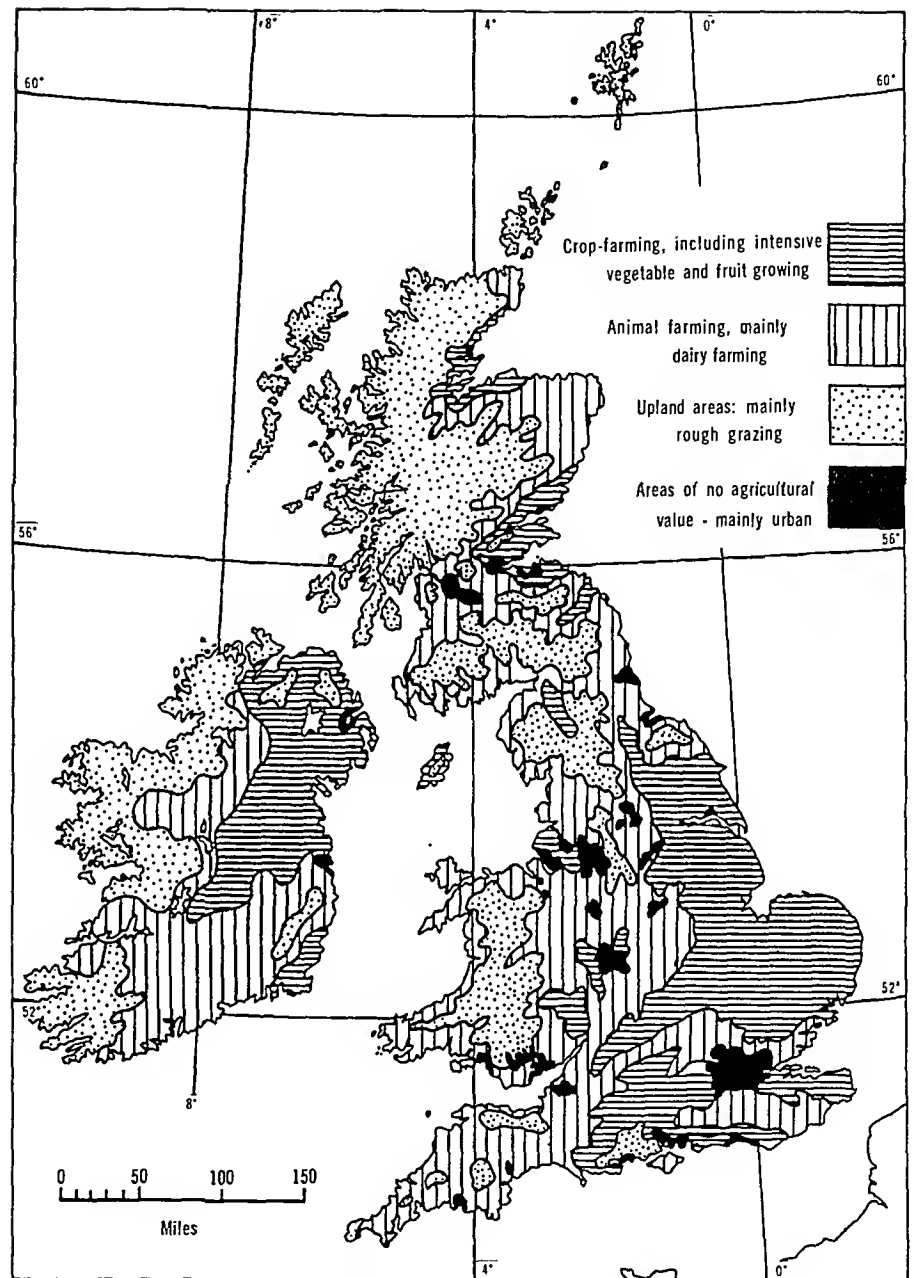 8°
4°
0°
60°
60°
Crop-farming, including intensive
vegetable and fruit growing
Animal farming, mainly
dairy farming
Upland areas: mainly
rough grazing
Areas of no agricultural
value - mainly urban
56°
56°
52°
52°
8°
0 50 100 150
Miles
4°
0°